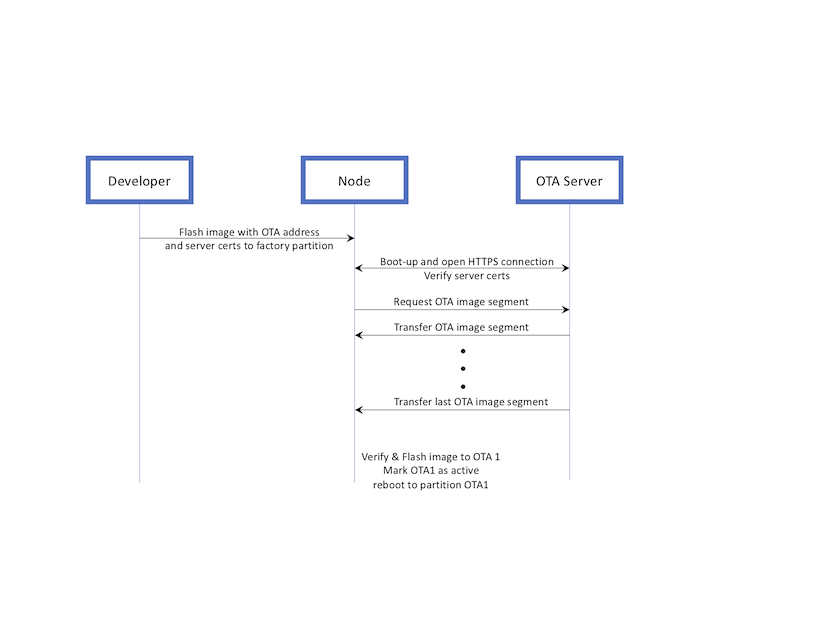 Developer
Node
OTA Server
Flash image with OTA address
and server certs to factory partition
Boot-up and open HTTPS connection
Verify server certs
Request OTA image segment
Transfer OTA image segment
Transfer last OTA image segment
Verify & Flash image to OTA 1
Mark OTA1 as active
reboot to partition OTA1